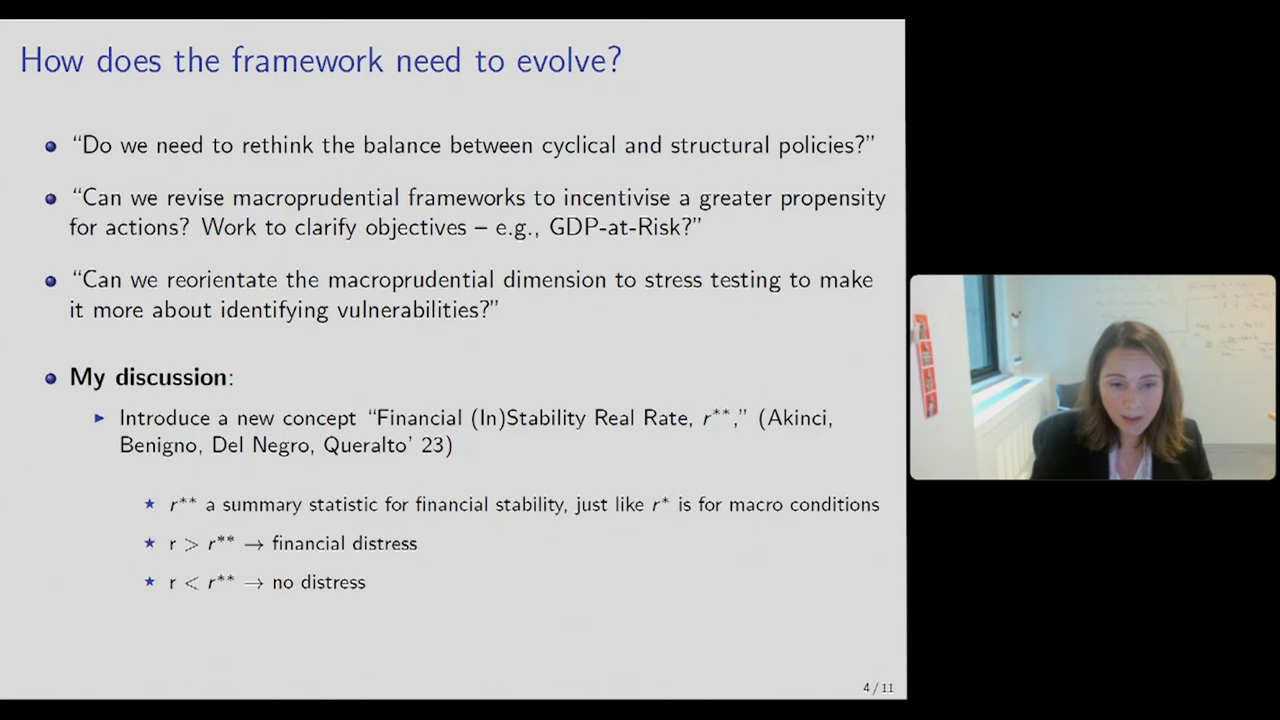 How does the framework need to evolve?
“Do we need to rethink the balance between cyclical and structural policies?”
“Can we revise macroprudential frameworks to incentivise a greater propensity
for actions? Work to clarify objectives – e.g., GDP-at-Risk?”
“Can we reorientate the macroprudential dimension to stress testing to make
it more about identifying vulnerabilities?”
My discussion:
Introduce a new concept “Financial (In)Stability Real Rate, r**,” (Akinci,
Benigno, Del Negro, Queralto’ 23)
r** a summary statistic for financial stability, just like r* is for macro conditions
r > r** → financial distress
r < r** → no distress
4 / 11